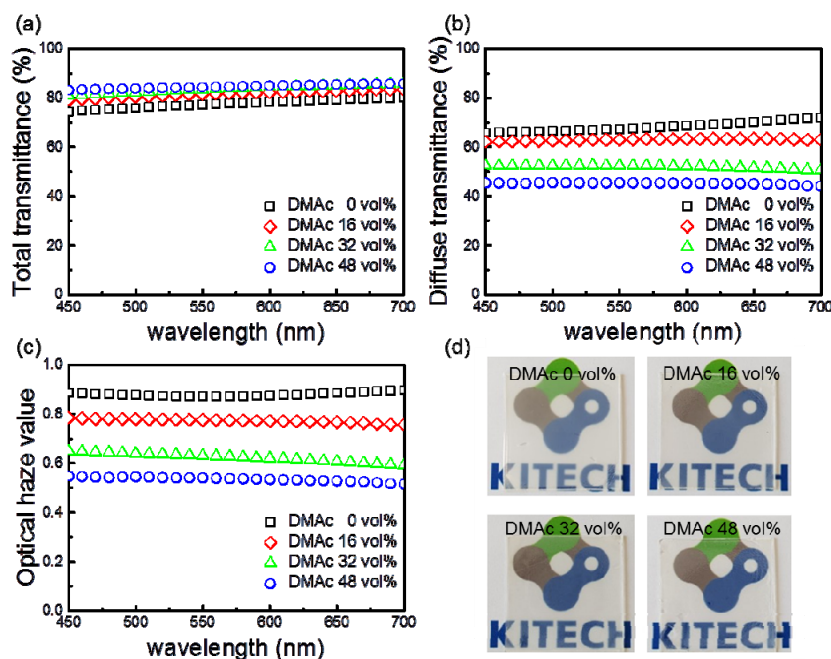 (a)
Total transmittance (%)
100
80
60
40
20
0
DMAc 0 vol%
DMAc 16 vol%
DMAc 32 vol%
DMAc 48 vol%
450 500 550 600 650 700
wavelength (nm)
(b)
Diffuse transmittance (%)
100
80
60
40
20
0
DMAc 0 vol%
DMAc 16 vol%
DMAc 32 vol%
DMAc 48 vol%
450 500 550 600 650 700
wavelength (nm)
(c)
Optical haze value
1.0
0.8
0.6
0.4
0.2
0.0
DMAc 0 vol%
DMAc 16 vol%
DMAc 32 vol%
DMAc 48 vol%
450 500 550 600 650 700
wavelength (nm)
(d)
DMAc 0 vol%
KITECH
DMAc 16 vol%
KITECH
DMAc 32 vol%
KITECH
DMAc 48 vol%
KITECH